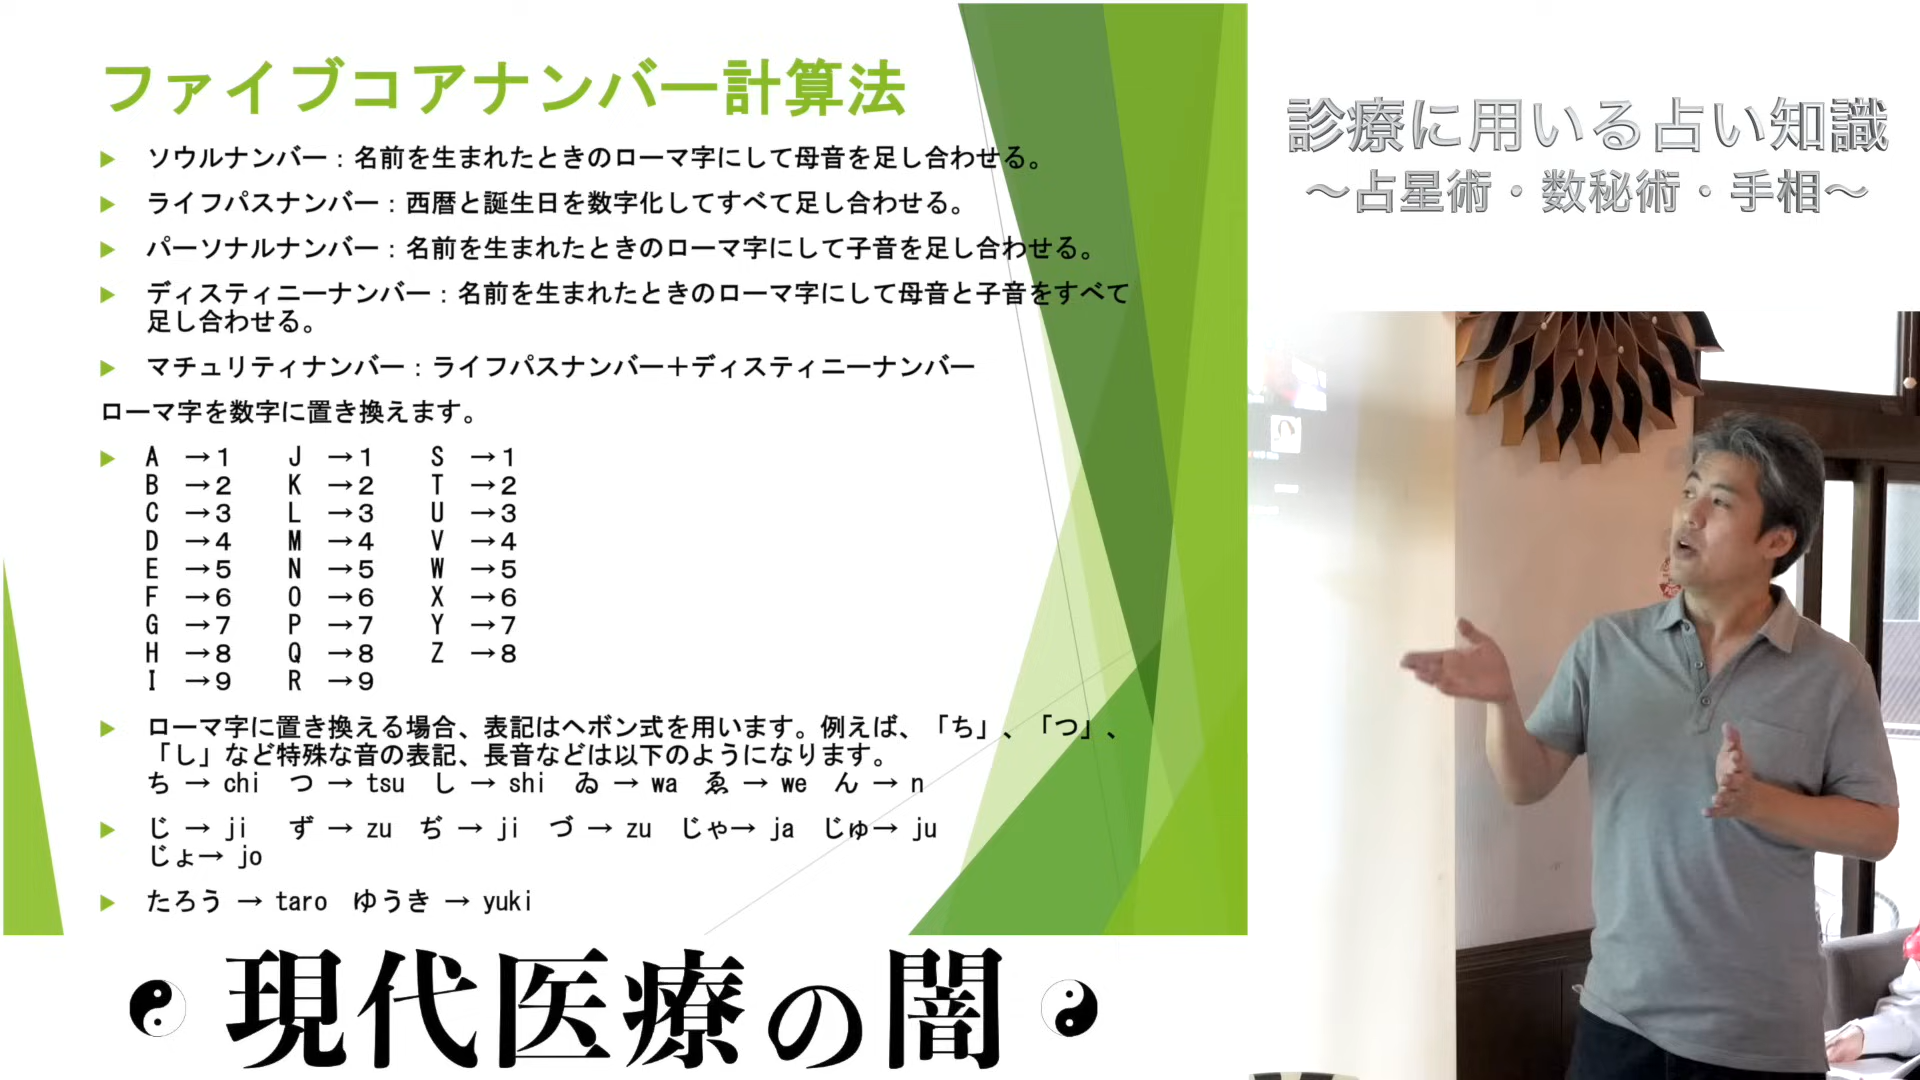 ファイブコアナンバー計算法
ソウルナンバー：名前を生まれたときのローマ字にして母音を足し合わせる。
ライフパスナンバー：西暦と誕生日を数字化してすべて足し合わせる。
パーソナルナンバー：名前を生まれたときのローマ字にして子音を足し合わせる。
ディスティニーナンバー：名前を生まれたときのローマ字にして母音と子音をすべて
足し合わせる。
マチュリティナンバー：ライフパスナンバー＋ディスティニーナンバー
ローマ字を数字に置き換えます。
A →1 J →1 S →1
B →2 K →2 T →2
C →3 L →3 U →3
D →4 M →4 V →4
E →5 N →5 W →5
F →6 O →6 X →6
G →7 P →7 Y →7
H →8 Q →8 Z →8
I →9 R →9
ローマ字に置き換える場合、表記はヘボン式を用います。例えば、「ち」、「つ」、
「し」など特殊な音の表記、長音などは以下のようになります。
ち → chi つ → tsu し → shi ゐ → wa ゑ → we ん → n
じ → ji ず → zu ぢ → ji づ → zu じゃ→ ja じゅ→ ju
じょ→ jo
たろう → taro ゆうき → yuki
現代医療の闇
診療に用いる占い知識
～占星術・数秘術・手相～